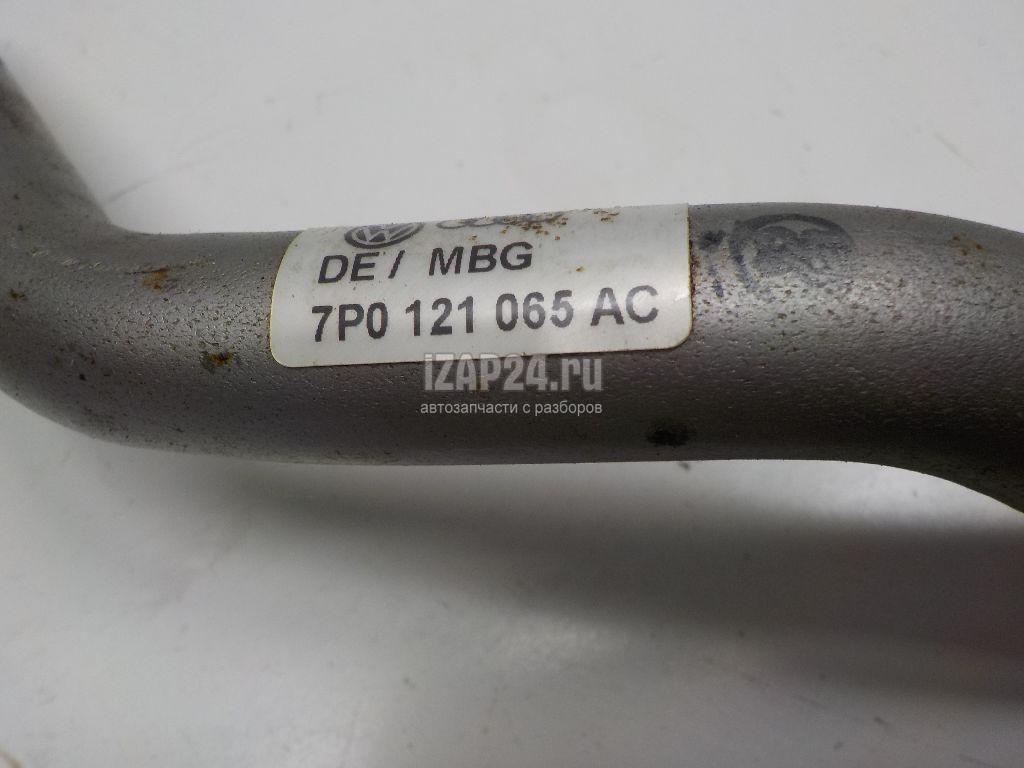 DE / MBG
7P0 121 065 AC
IZAP24.ru
автозапчасти с разборов